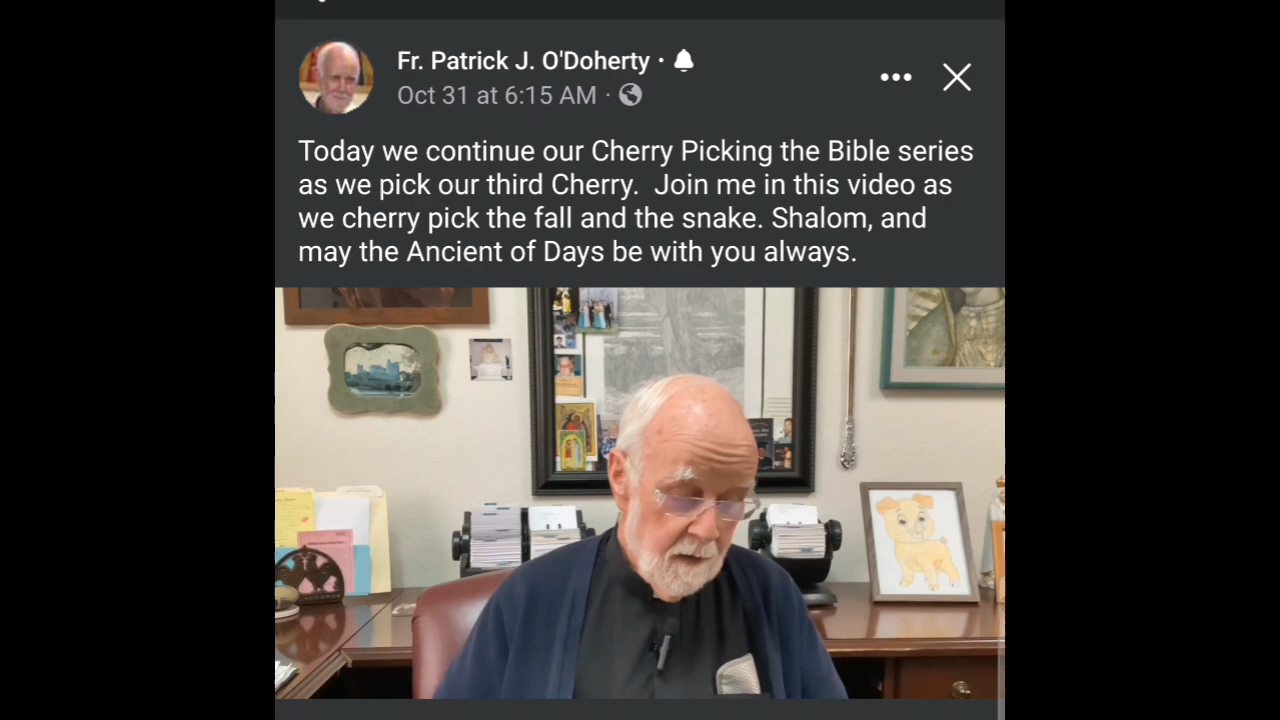 Fr. Patrick J. O'Doherty ·
Oct 31 at 6:15 AM ·
Today we continue our Cherry Picking the Bible series
as we pick our third Cherry.  Join me in this video as
we cherry pick the fall and the snake. Shalom, and
may the Ancient of Days be with you always.